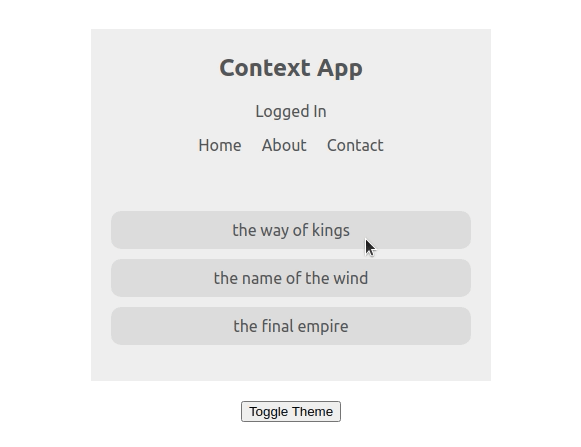 Context App
Logged In
Home About Contact
the way of kings
the name of the wind
the final empire
Toggle Theme